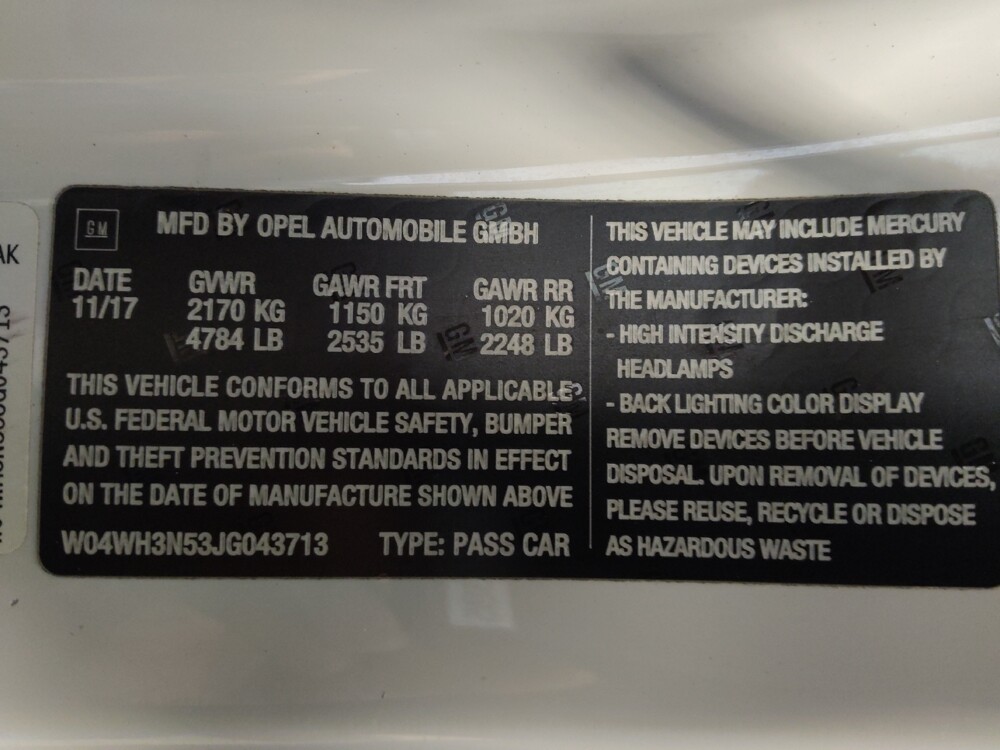 GM
MFD BY OPEL AUTOMOBILE GMBH
DATE GVWR GAWR FRT GAWR RR
11/17 2170 KG 1150 KG 1020 KG
4784 LB 2535 LB 2248 LB
THIS VEHICLE CONFORMS TO ALL APPLICABLE
U.S. FEDERAL MOTOR VEHICLE SAFETY, BUMPER
AND THEFT PREVENTION STANDARDS IN EFFECT
ON THE DATE OF MANUFACTURE SHOWN ABOVE
W04WH3N53JG043713 TYPE: PASS CAR
THIS VEHICLE MAY INCLUDE MERCURY
CONTAINING DEVICES INSTALLED BY
THE MANUFACTURER:
- HIGH INTENSITY DISCHARGE
HEADLAMPS
- BACK LIGHTING COLOR DISPLAY
REMOVE DEVICES BEFORE VEHICLE
DISPOSAL. UPON REMOVAL OF DEVICES,
PLEASE REUSE, RECYCLE OR DISPOSE
AS HAZARDOUS WASTE
AK